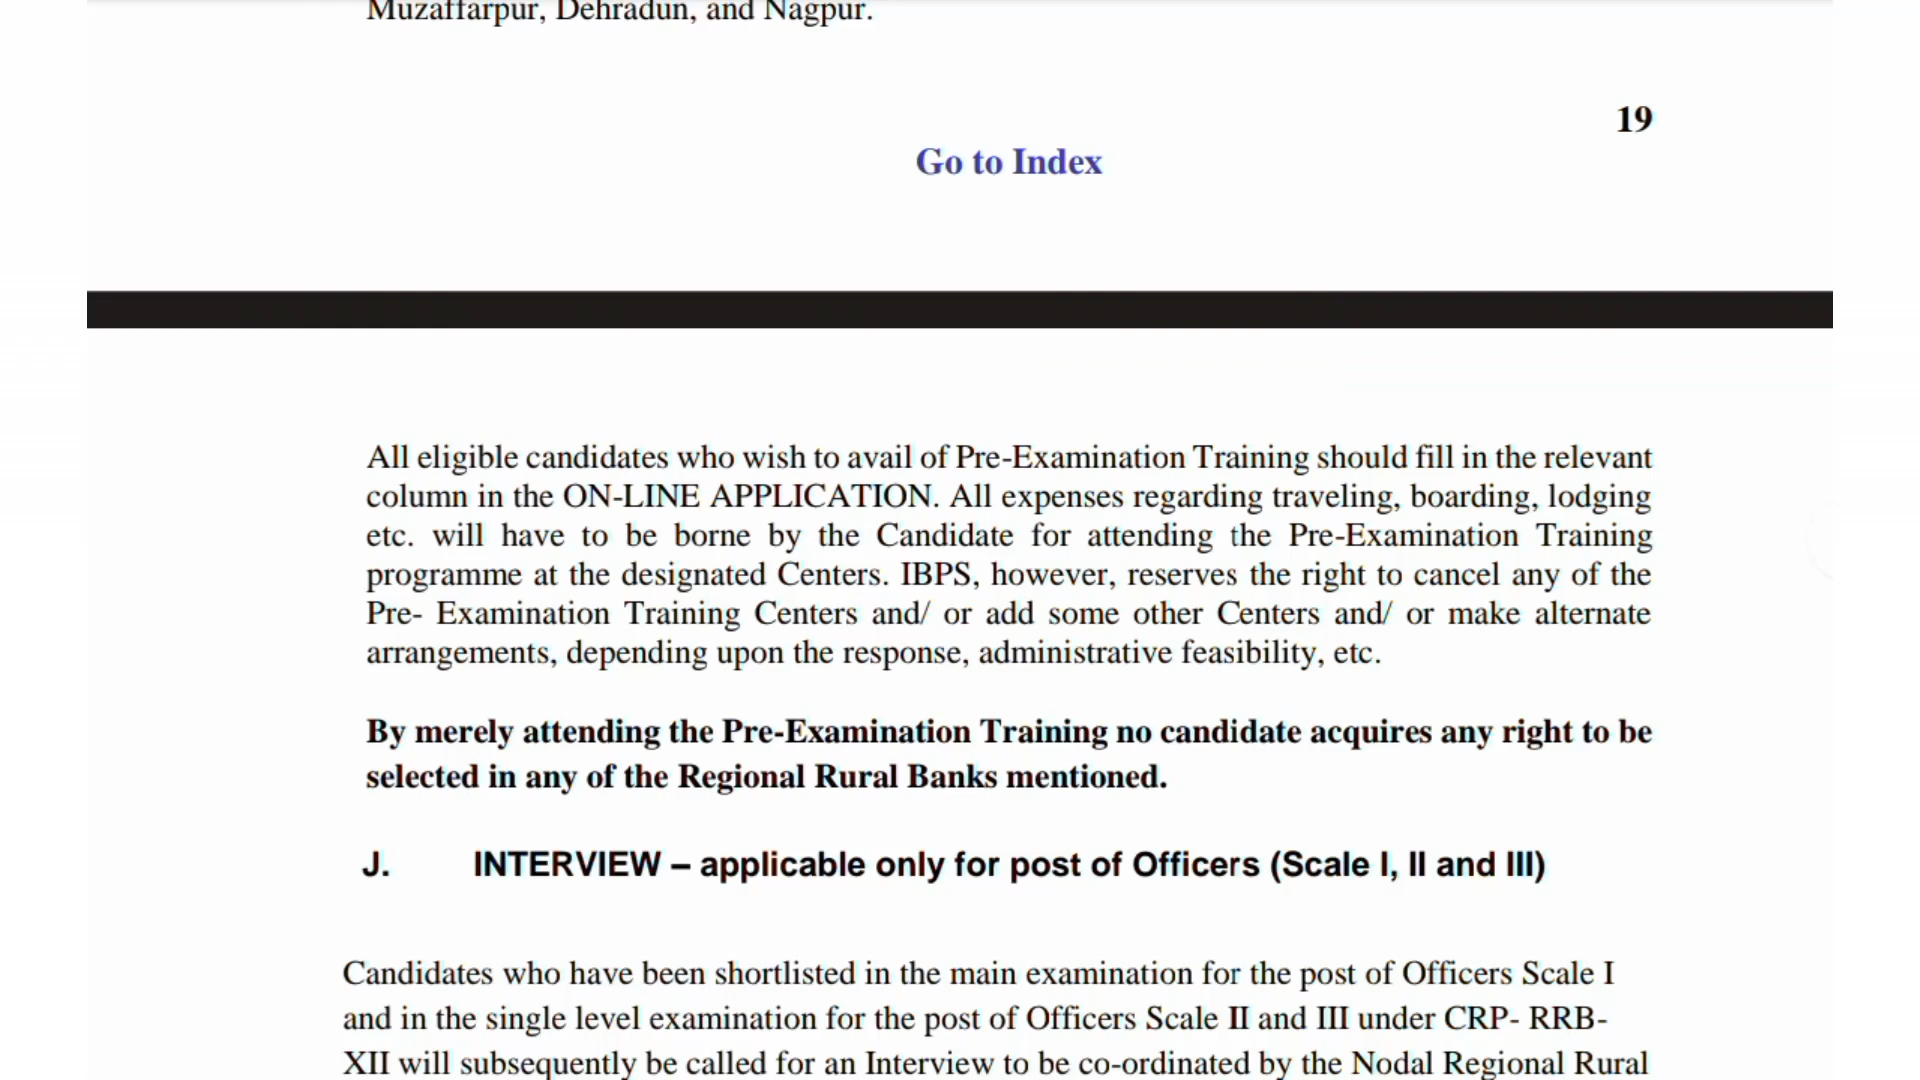 Muzaffarpur, Dehradun, and Nagpur.
19
Go to Index
All eligible candidates who wish to avail of Pre-Examination Training should fill in the relevant
column in the ON-LINE APPLICATION. All expenses regarding traveling, boarding, lodging
etc. will have to be borne by the Candidate for attending the Pre-Examination Training
programme at the designated Centers. IBPS, however, reserves the right to cancel any of the
Pre- Examination Training Centers and/ or add some other Centers and/ or make alternate
arrangements, depending upon the response, administrative feasibility, etc.
By merely attending the Pre-Examination Training no candidate acquires any right to be
selected in any of the Regional Rural Banks mentioned.
J. INTERVIEW – applicable only for post of Officers (Scale I, II and III)
Candidates who have been shortlisted in the main examination for the post of Officers Scale I
and in the single level examination for the post of Officers Scale II and III under CRP- RRB-
XII will subsequently be called for an Interview to be co-ordinated by the Nodal Regional Rural